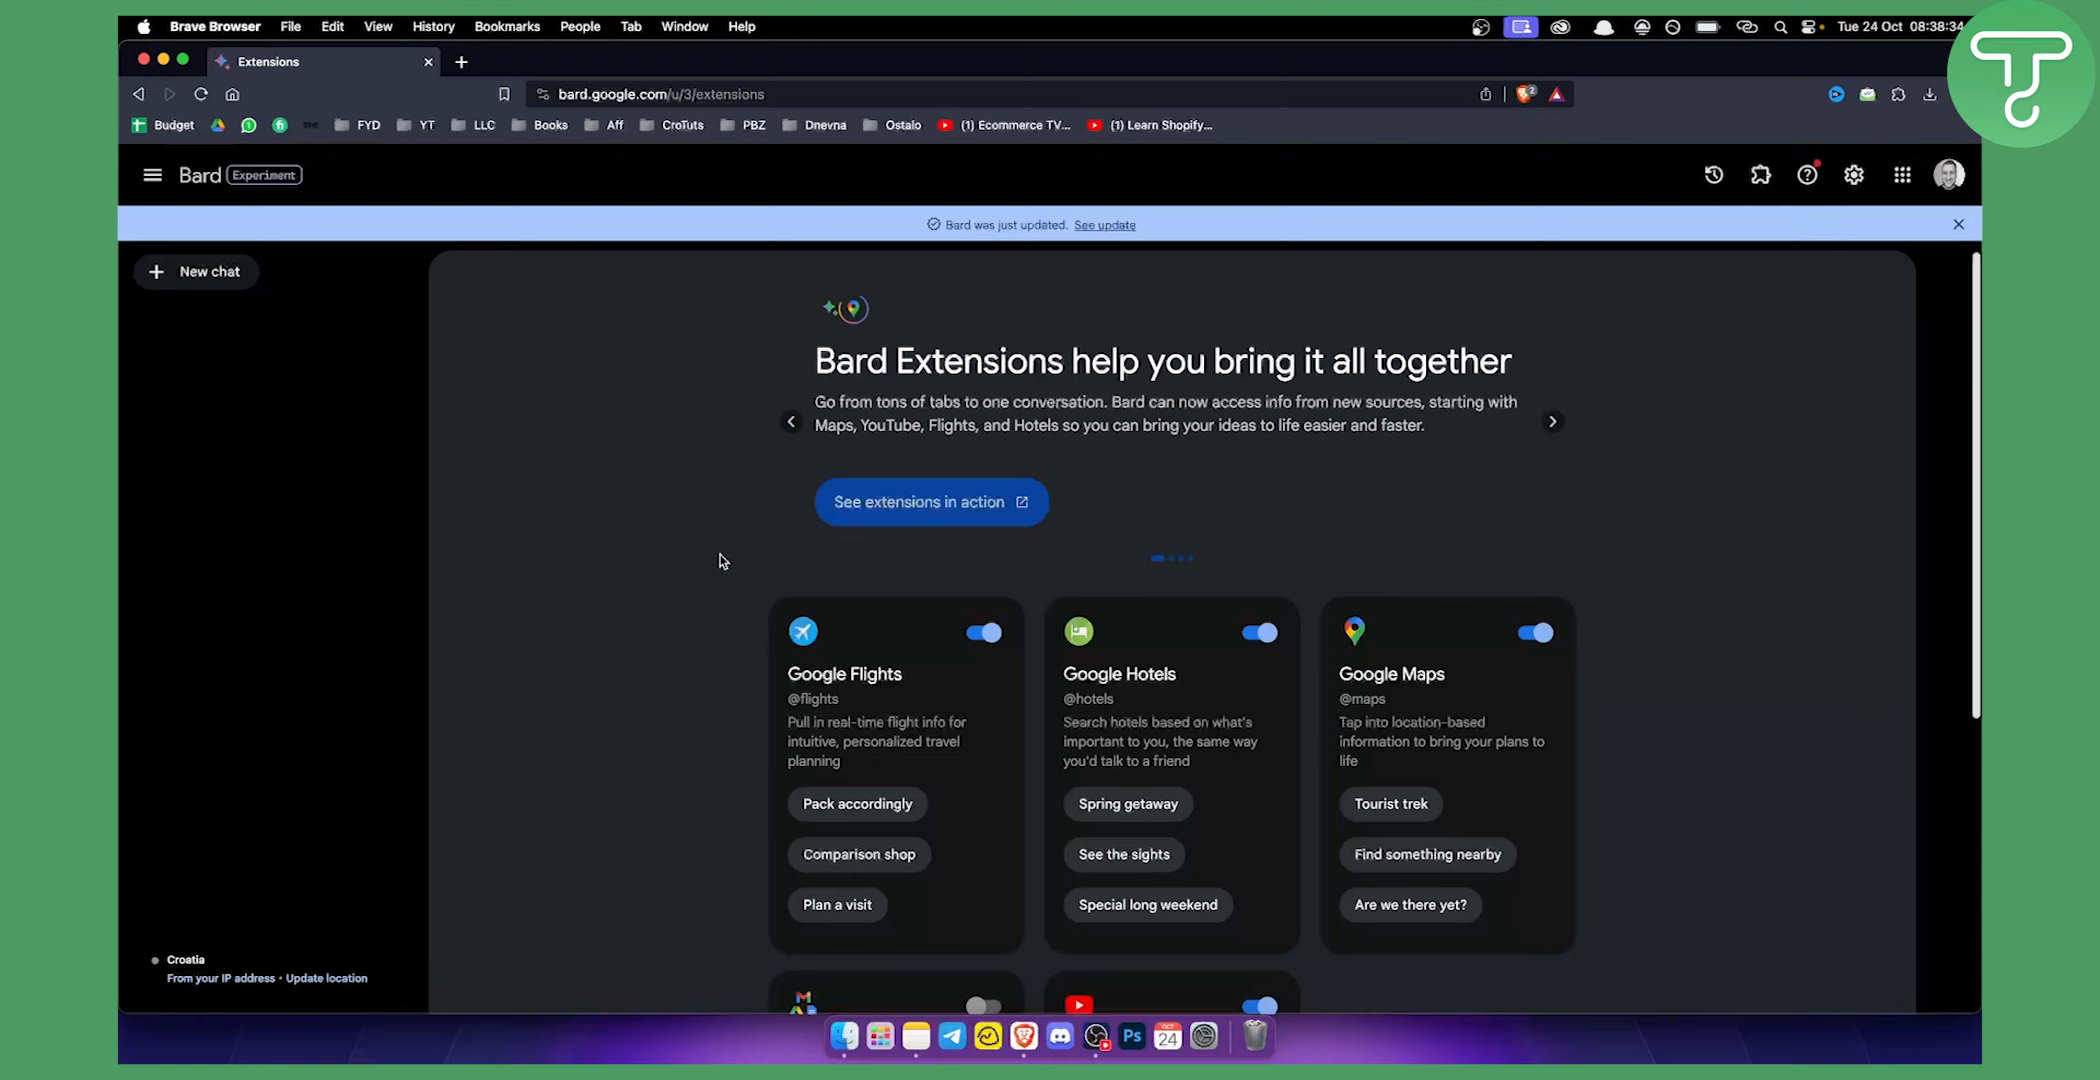 Brave Browser File Edit View History Bookmarks People Tab Window Help Tue 24 Oct 08:38:34
Extensions
bard.google.com/u/3/extensions
2
Budget FYD YT LLC Books Aff CroTuts PBZ Dnevna Ostalo (1) Ecommerce TV... (1) Learn Shopify...
Bard Experiment
Bard was just updated. See update
New chat
Bard Extensions help you bring it all together
Go from tons of tabs to one conversation. Bard can now access info from new sources, starting with
Maps, YouTube, Flights, and Hotels so you can bring your ideas to life easier and faster.
See extensions in action
Google Flights
@flights
Pull in real-time flight info for
intuitive, personalized travel
planning
Pack accordingly
Comparison shop
Plan a visit
Google Hotels
@hotels
Search hotels based on what's
important to you, the same way
you'd talk to a friend
Spring getaway
See the sights
Special long weekend
Google Maps
@maps
Tap into location-based
information to bring your plans to
life
Tourist trek
Find something nearby
Are we there yet?
Croatia
From your IP address • Update location
Ps
OCT
24